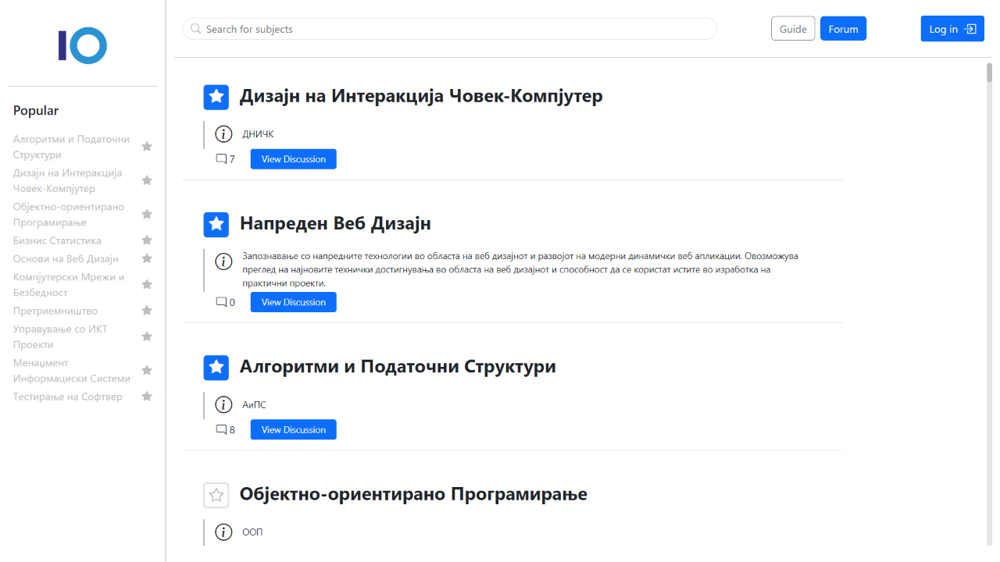 IO
Popular
Алгоритми и Податочни
Структури
Дизајн на Интеракција
Човек-Компјутер
Објектно-ориентирано
Програмирање
Бизнис Статистика
Основи на Веб Дизајн
Компјутерски Мрежи и
Безбедност
Претриемништво
Управување со ИКТ
Проекти
Менаџмент
Информациски Системи
Тестирање на Софтвер
Search for subjects
Guide
Forum
Log in
Дизајн на Интеракција Човек-Компјутер
ДНИЧК
7
View Discussion
Напреден Веб Дизајн
Запознавање со напредните технологии во областа на веб дизајнот и развојот на модерни динамички веб апликации. Овозможува
преглед на најновите технички достигнувања во областа на веб дизајнот и способност да се користат истите во изработка на
практични проекти.
0
View Discussion
Алгоритми и Податочни Структури
АиПС
8
View Discussion
Објектно-ориентирано Програмирање
ООП